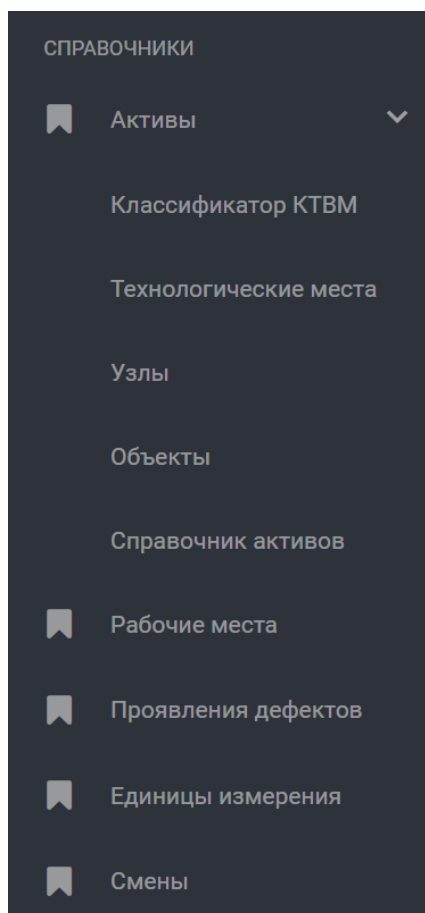 СПРАВОЧНИКИ
Активы
Классификатор КТВМ
Технологические места
Узлы
Объекты
Справочник активов
Рабочие места
Проявления дефектов
Единицы измерения
Смены